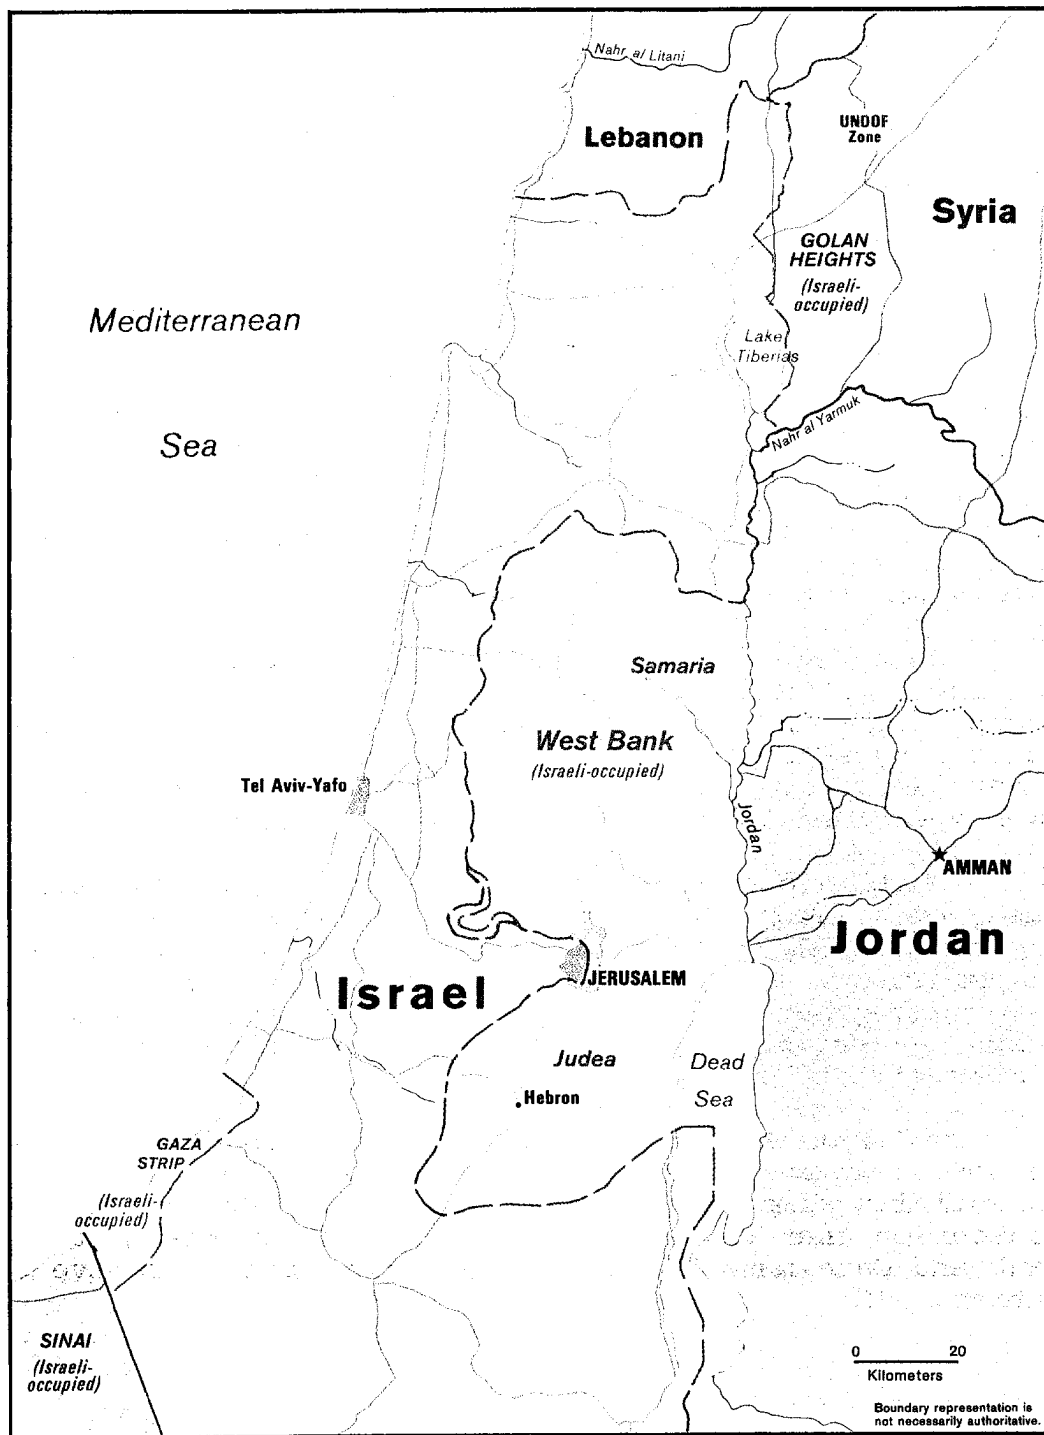 Nahr al Litani
Lebanon
UNDOF
Zone
Syria
GOLAN
HEIGHTS
(Israeli-
occupied)
Mediterranean
Sea
Lake
Tiberias
Nahr al Yarmuk
Samaria
West Bank
(Israeli-occupied)
Tel Aviv-Yafo
Jordan
AMMAN
Jordan
JERUSALEM
Israel
Judea
Dead
Sea
Hebron
GAZA
STRIP
(Israeli-
occupied)
SINAI
(Israeli-
occupied)
0 20
Kilometers
Boundary representation is
not necessarily authoritative.